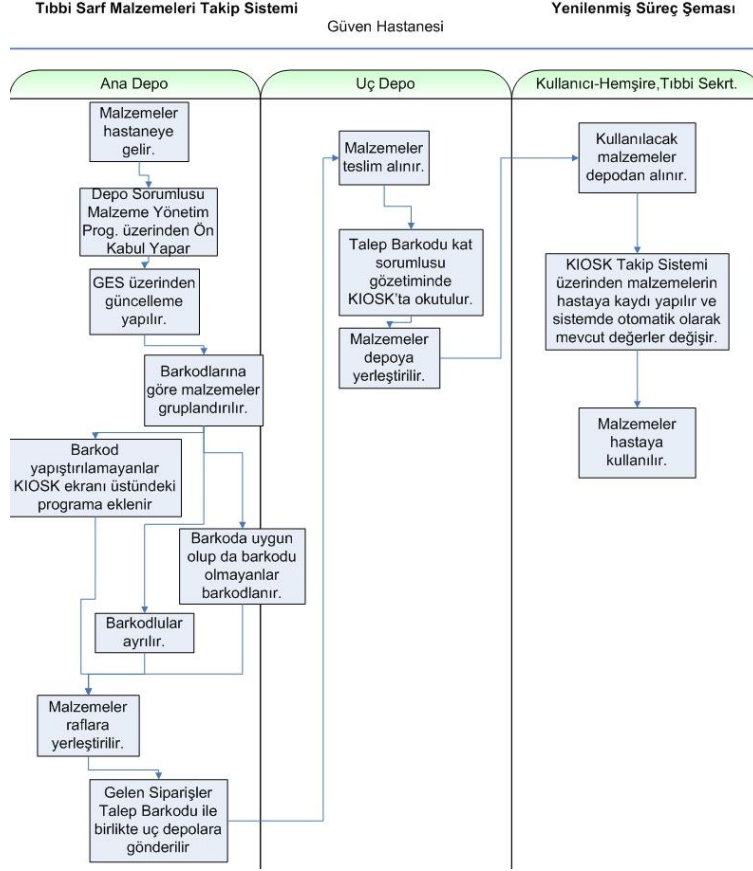 Tıbbi Sarf Malzemeleri Takip Sistemi
Yenilenmiş Süreç Şeması
Güven Hastanesi
Ana Depo
Uç Depo
Kullanıcı-Hemşire,Tıbbi Sekrt.
Malzemeler
hastaneye
gelir.
Depo Sorumlusu
Malzeme Yönetim
Prog. üzerinden Ön
Kabul Yapar
GES üzerinden
güncelleme
yapılır.
Barkodlarına
göre malzemeler
gruplandırılır.
Barkod
yapıştırılamayanlar
KIOSK ekranı üstündeki
programa eklenir
Barkoda uygun
olup da barkodu
olmayanlar
barkodlanır.
Barkodlular
ayrılır.
Malzemeler
raflara
yerleştirilir.
Gelen Siparişler
Talep Barkodu ile
birlikte uç depolara
gönderilir
Malzemeler
teslim alınır.
Talep Barkodu kat
sorumlusu
gözetiminde
KIOSK'ta okutulur.
Malzemeler
depoya
yerleştirilir.
Kullanılacak
malzemeler
depodan alınır.
KIOSK Takip Sistemi
üzerinden malzemelerin
hastaya kaydı yapılır ve
sistemde otomatik olarak
mevcut değerler değişir.
Malzemeler
hastaya
kullanılır.